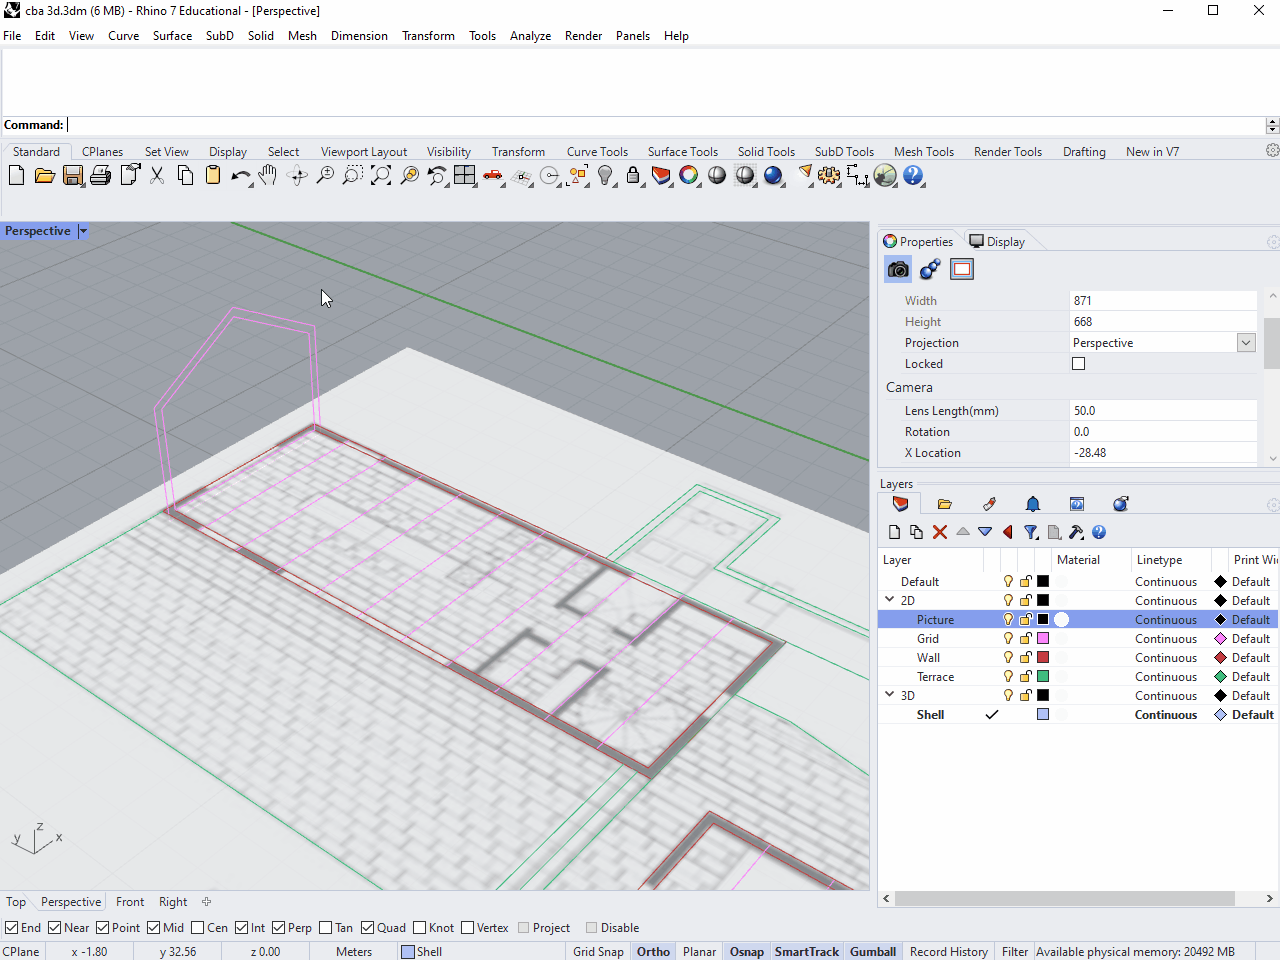 cba 3d.3dm (6 MB) - Rhino 7 Educational - [Perspective]
File Edit View Curve Surface SubD Solid Mesh Dimension Transform Tools Analyze Render Panels Help
Command:
Standard CPlanes Set View Display Select Viewport Layout Visibility Transform Curve Tools Surface Tools Solid Tools SubD Tools Mesh Tools Render Tools Drafting New in V7
Perspective
Properties Display
Width 871
Height 668
Projection Perspective
Locked
Camera
Lens Length(mm) 50.0
Rotation 0.0
X Location -28.48
Layers
Layer Material Linetype Print Wi
Default Continuous Default
2D Continuous Default
Picture Continuous Default
Grid Continuous Default
Wall Continuous Default
Terrace Continuous Default
3D Continuous Default
Shell Continuous Default
z
y x
Top Perspective Front Right
End Near Point Mid Cen Int Perp Tan Quad Knot Vertex Project Disable
CPlane x -1.80 y 32.56 z 0.00 Meters Shell Grid Snap Ortho Planar Osnap SmartTrack Gumball Record History Filter Available physical memory: 20492 MB